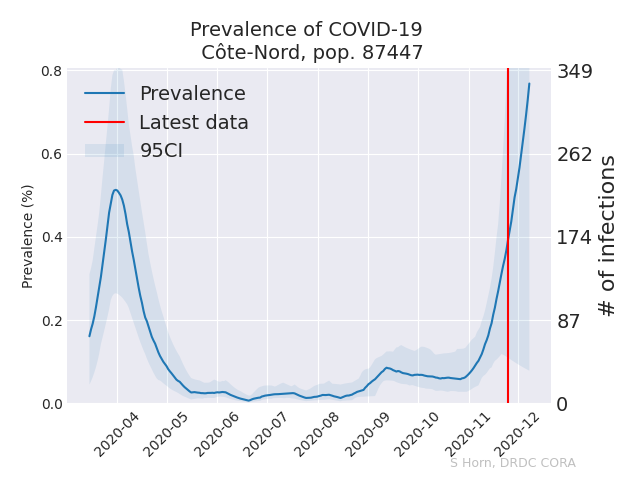 Prevalence of COVID-19
Côte-Nord, pop. 87447
Prevalence
Latest data
95CI
Prevalence (%)
0.8
0.6
0.4
0.2
0.0
349
262
174
87
0
# of infections
2020-04
2020-05
2020-06
2020-07
2020-08
2020-09
2020-10
2020-11
2020-12
S Horn, DRDC CORA